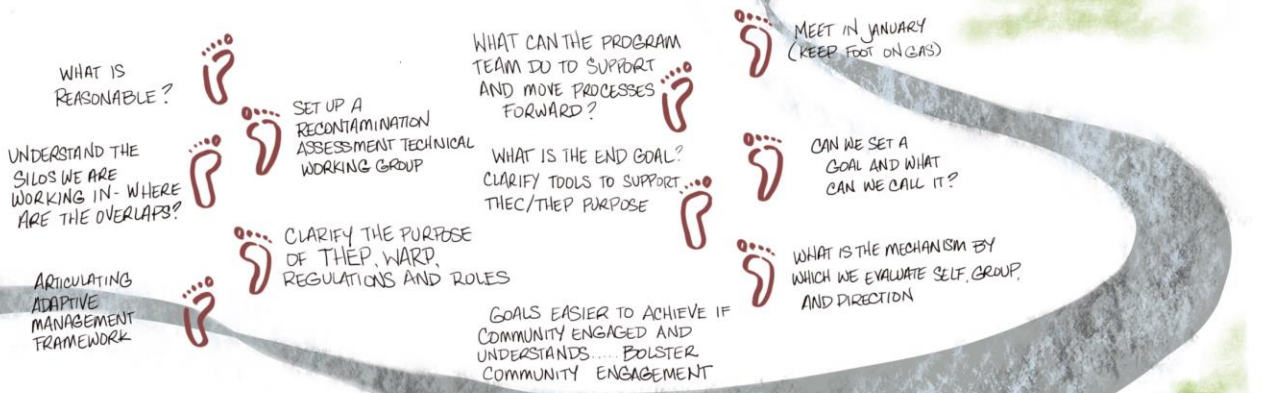 WHAT IS
REASONABLE?
SET UP A
RECONTAMINATION
ASSESSMENT TECHNICAL
WORKING GROUP
UNDERSTAND THE
SILOS WE ARE
WORKING IN - WHERE
ARE THE OVERLAPS?
CLARIFY THE PURPOSE
OF THEP, WARP,
REGULATIONS AND ROLES
ARTICULATING
ADAPTIVE
MANAGEMENT
FRAMEWORK
WHAT CAN THE PROGRAM
TEAM DO TO SUPPORT
AND MOVE PROCESSES
FORWARD?
MEET IN JANUARY
(KEEP FOOT ON GAS)
WHAT IS THE END GOAL?
CLARIFY TOOLS TO SUPPORT
THEC/THEP PURPOSE
CAN WE SET A
GOAL AND WHAT
CAN WE CALL IT?
WHAT IS THE MECHANISM BY
WHICH WE EVALUATE SELF, GROUP,
AND DIRECTION
GOALS EASIER TO ACHIEVE IF
COMMUNITY ENGAGED AND
UNDERSTANDS..... BOLSTER
COMMUNITY ENGAGEMENT